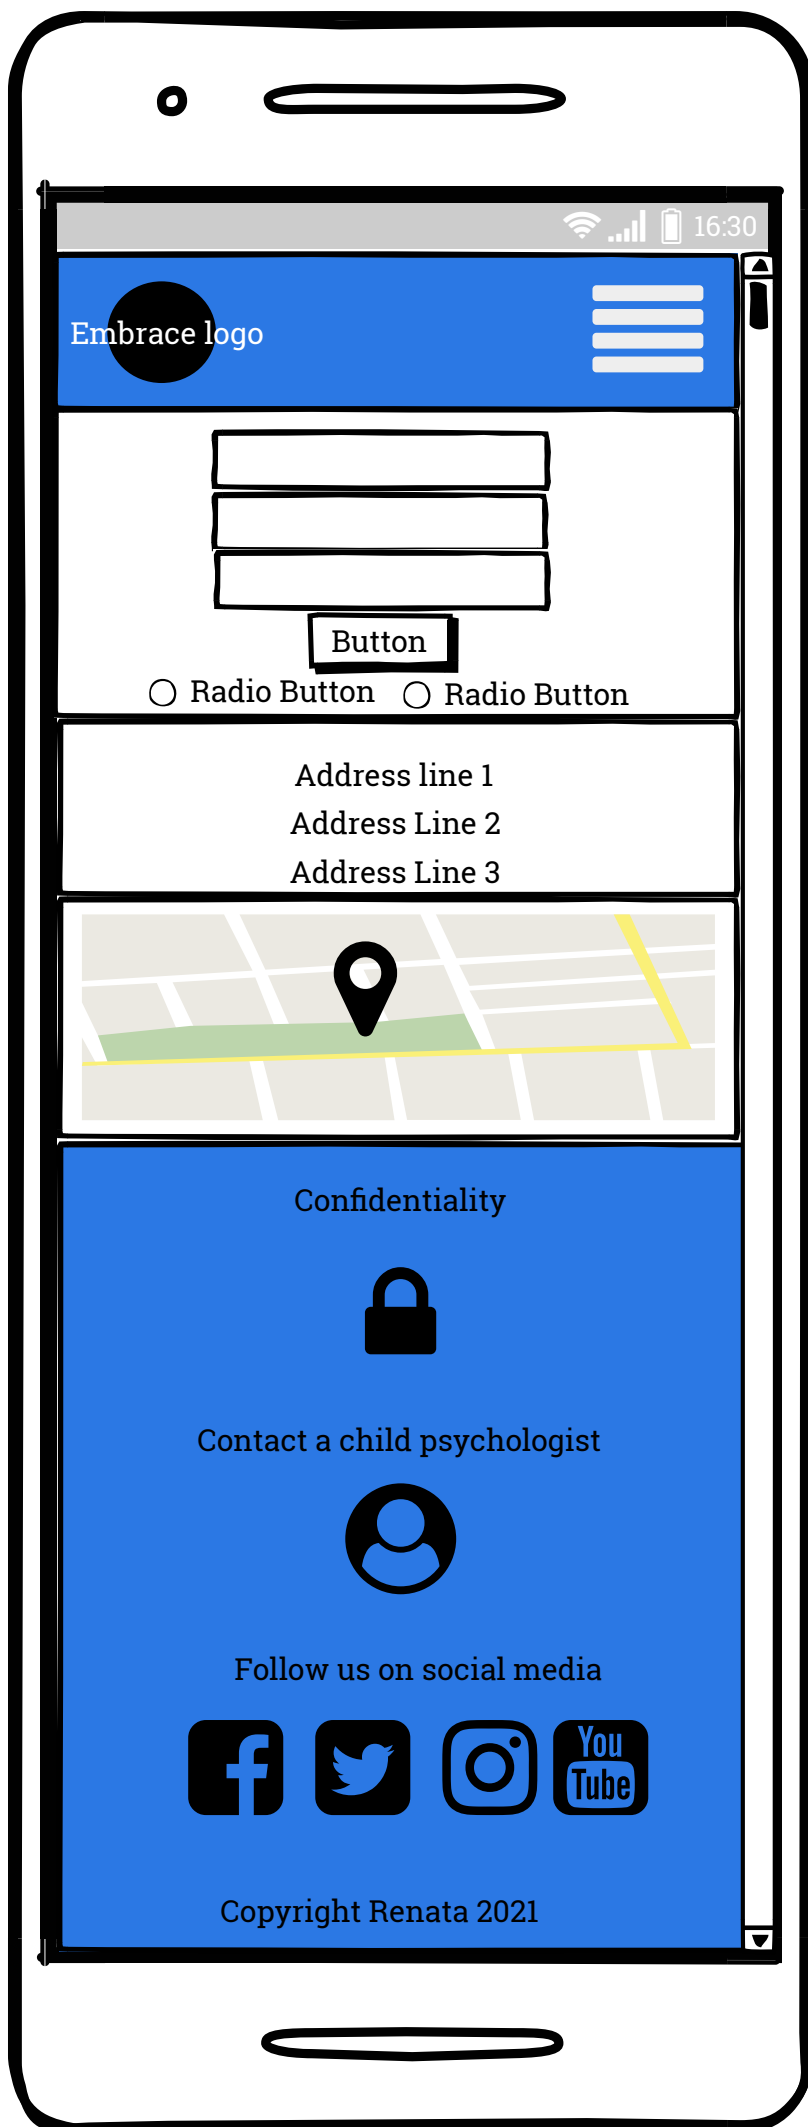 16:30
Embrace logo
Button
Radio Button Radio Button
Address line 1
Address Line 2
Address Line 3
Confidentiality
Contact a child psychologist
Follow us on social media
You
Tube
Copyright Renata 2021